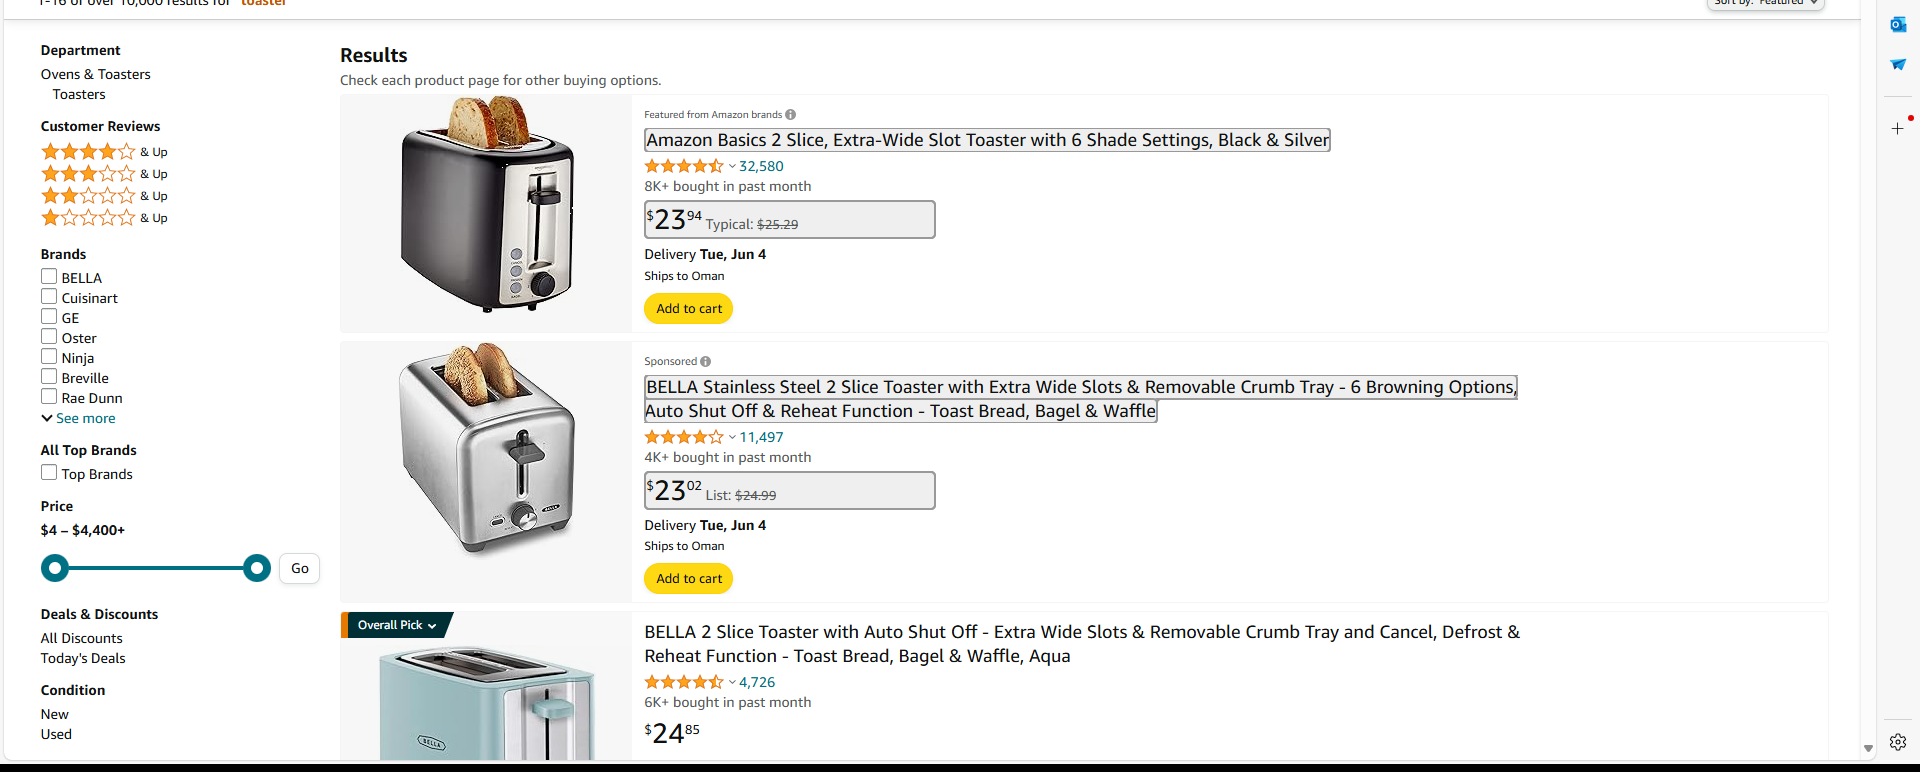 1-16 of over 10,000 results for "toaster"
Sort by: Featured
Department
Ovens & Toasters
Toasters
Customer Reviews
& Up
& Up
& Up
& Up
Brands
BELLA
Cuisinart
GE
Oster
Ninja
Breville
Rae Dunn
See more
All Top Brands
Top Brands
Price
$4 – $4,400+
Go
Deals & Discounts
All Discounts
Today's Deals
Condition
New
Used
Results
Check each product page for other buying options.
Featured from Amazon brands
Amazon Basics 2 Slice, Extra-Wide Slot Toaster with 6 Shade Settings, Black & Silver
32,580
8K+ bought in past month
$23.94 Typical: $25.29
Delivery Tue, Jun 4
Ships to Oman
Add to cart
Sponsored
BELLA Stainless Steel 2 Slice Toaster with Extra Wide Slots & Removable Crumb Tray - 6 Browning Options,
Auto Shut Off & Reheat Function - Toast Bread, Bagel & Waffle
11,497
4K+ bought in past month
$23.02 List: $24.99
Delivery Tue, Jun 4
Ships to Oman
Add to cart
Overall Pick
BELLA 2 Slice Toaster with Auto Shut Off - Extra Wide Slots & Removable Crumb Tray and Cancel, Defrost &
Reheat Function - Toast Bread, Bagel & Waffle, Aqua
4,726
6K+ bought in past month
$24.85
BELLA